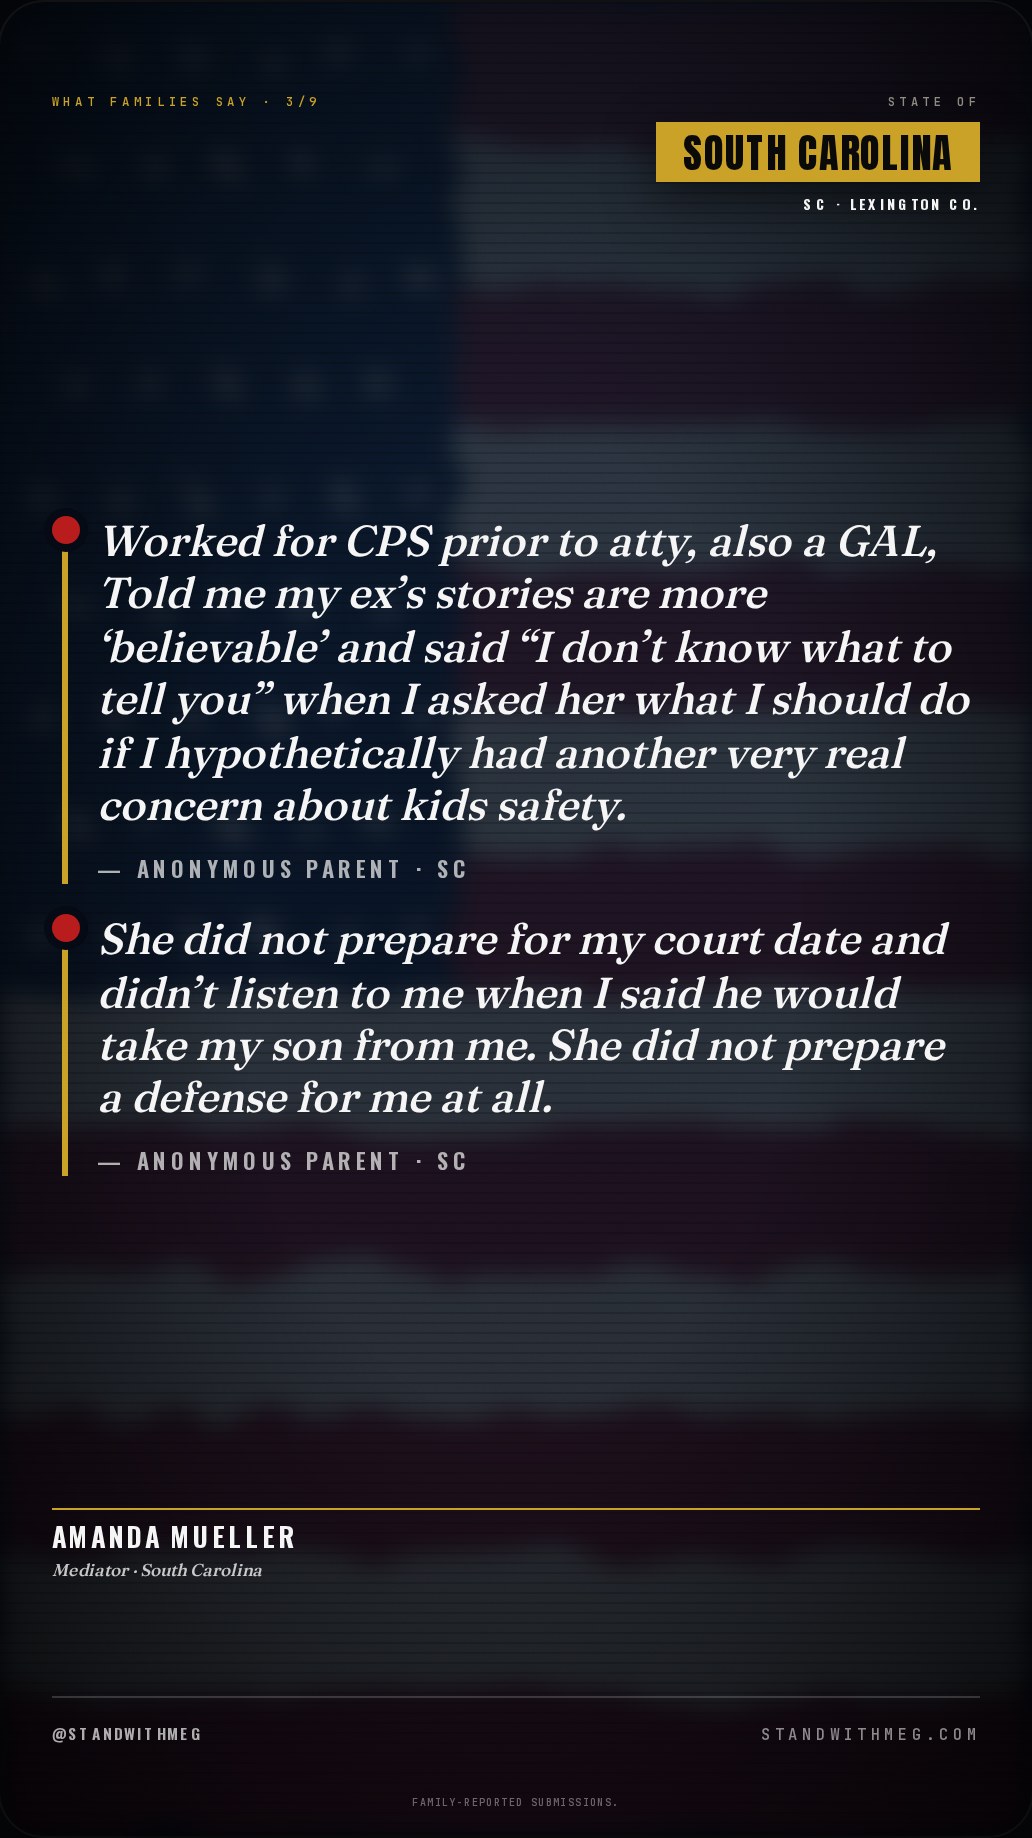 WHAT FAMILIES SAY · 3/9
STATE OF
SOUTH CAROLINA
SC · LEXINGTON CO.
Worked for CPS prior to atty, also a GAL,
Told me my ex’s stories are more
‘believable’ and said “I don’t know what to
tell you” when I asked her what I should do
if I hypothetically had another very real
concern about kids safety.
— ANONYMOUS PARENT · SC
She did not prepare for my court date and
didn’t listen to me when I said he would
take my son from me. She did not prepare
a defense for me at all.
— ANONYMOUS PARENT · SC
AMANDA MUELLER
Mediator · South Carolina
@STANDWITHMEG
STANDWITHMEG.COM
FAMILY-REPORTED SUBMISSIONS.